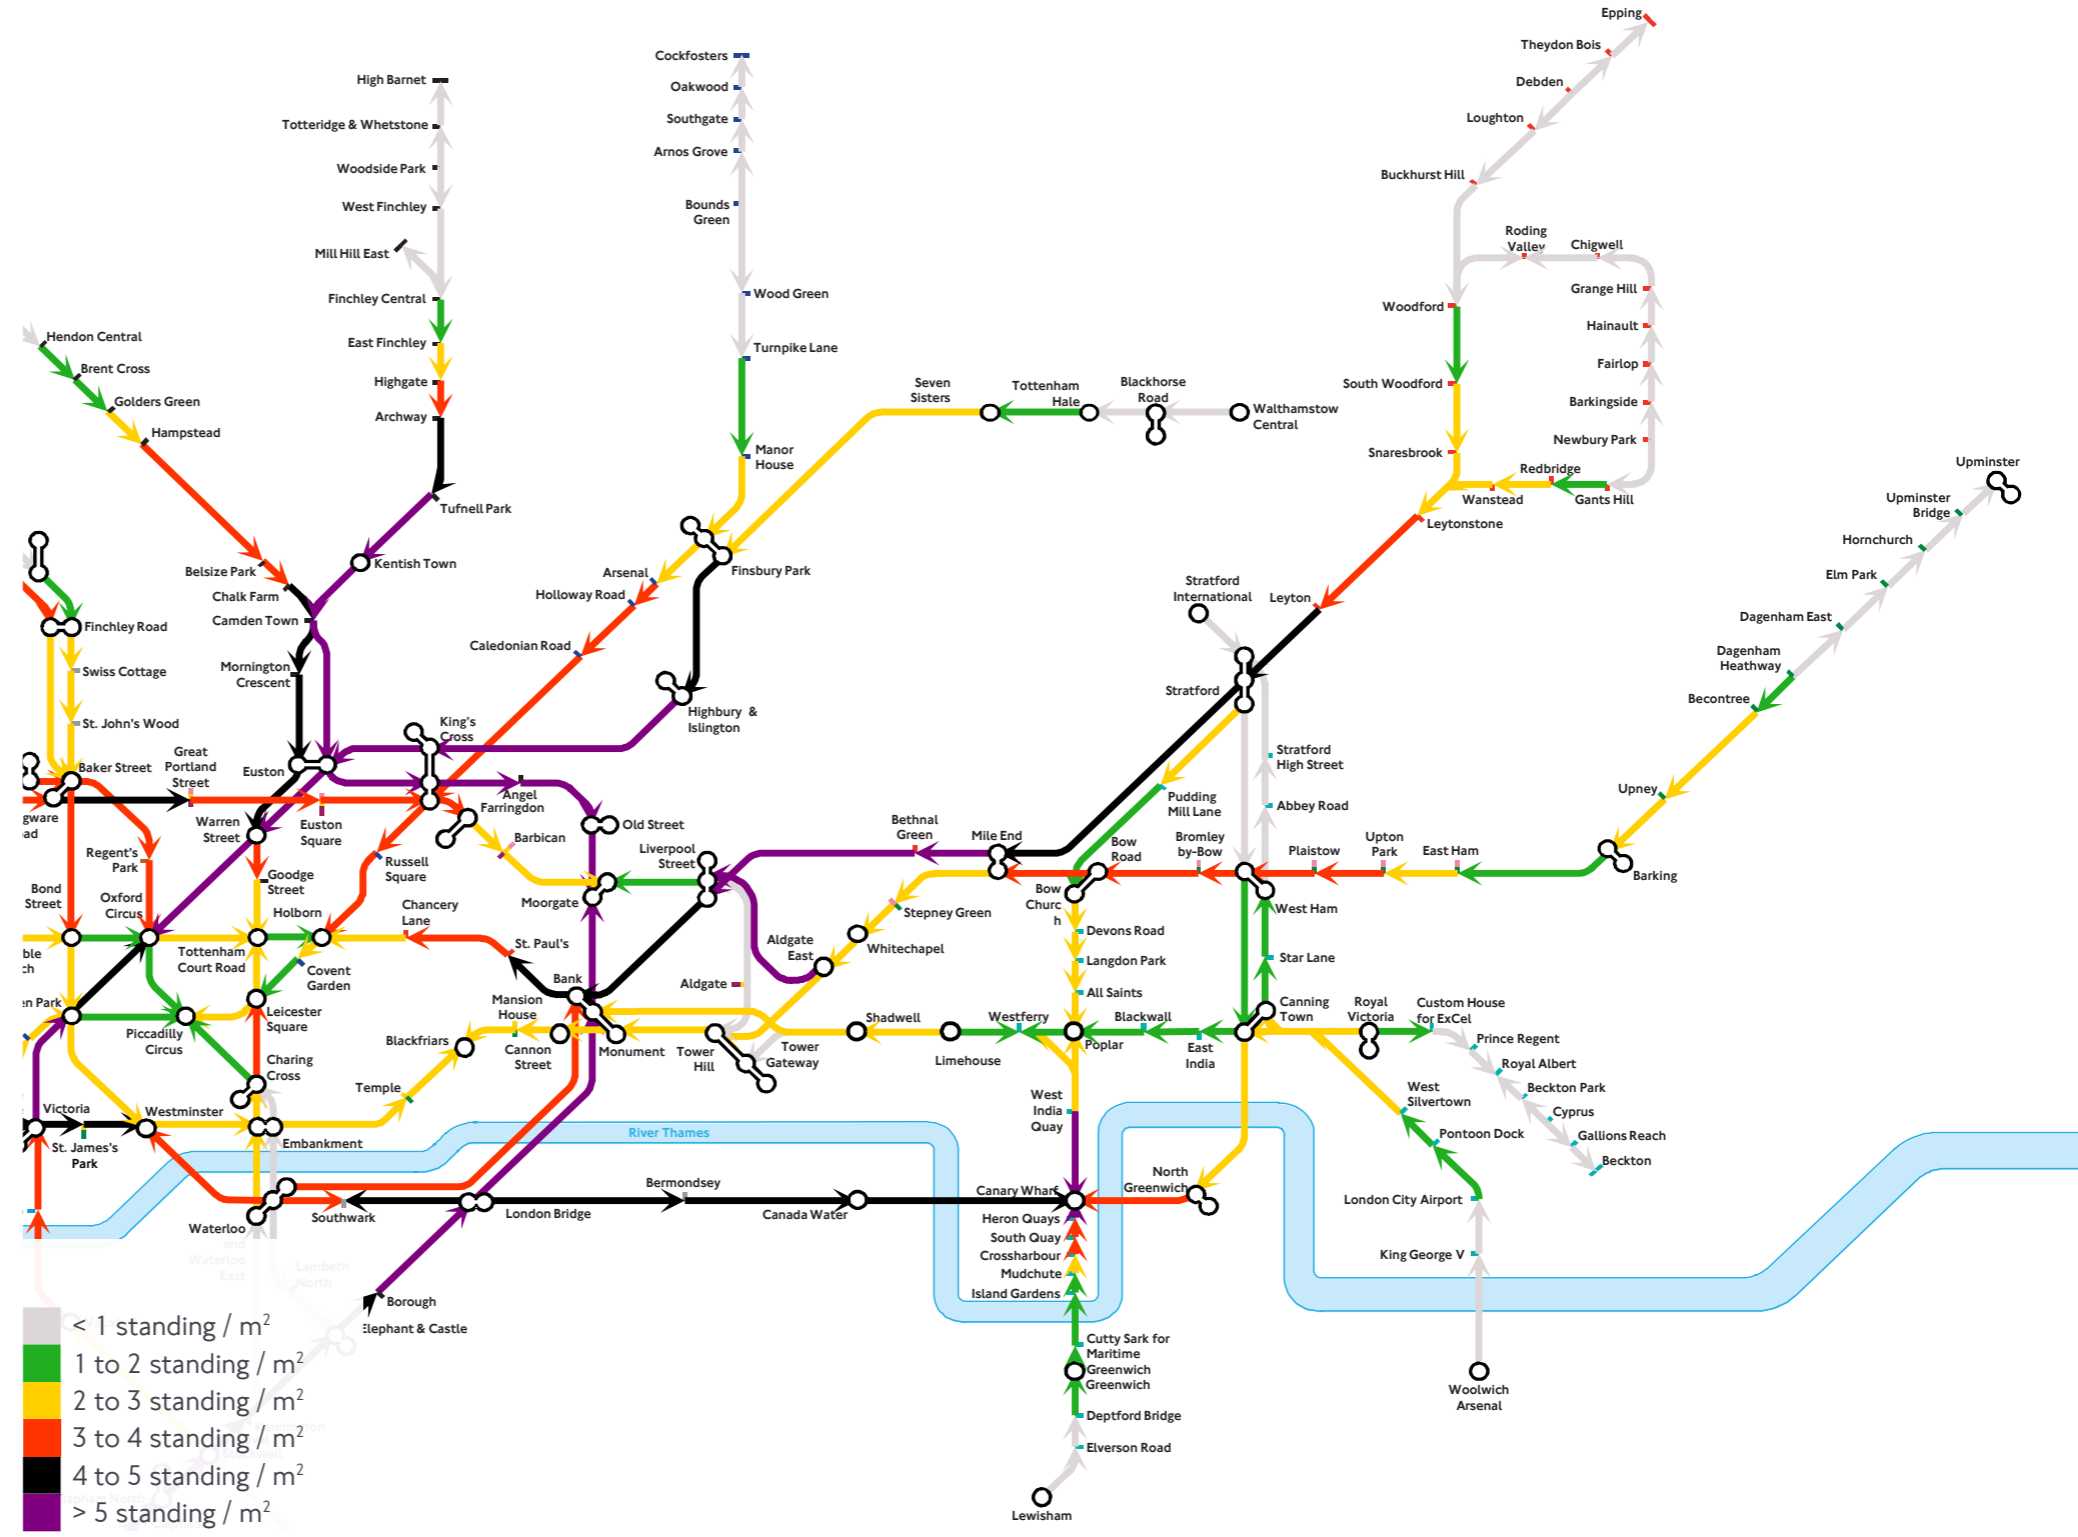 Epping
Theydon Bois
Debden
Loughton
Buckhurst Hill
Cockfosters
Oakwood
Southgate
Arnos Grove
Bounds
Green
Wood Green
Turnpike Lane
Manor
House
High Barnet
Totteridge & Whetstone
Woodside Park
West Finchley
Mill Hill East
Finchley Central
East Finchley
Highgate
Archway
Tufnell Park
Kentish Town
Hendon Central
Brent Cross
Golders Green
Hampstead
Belsize Park
Chalk Farm
Camden Town
Mornington
Crescent
Euston
Roding
Valley
Chigwell
Grange Hill
Hainault
Fairlop
Barkingside
Newbury Park
Redbridge
Gants Hill
Wanstead
Woodford
South Woodford
Snaresbrook
Leytonstone
Leyton
Seven
Sisters
Tottenham
Hale
Blackhorse
Road
Walthamstow
Central
Finsbury Park
Arsenal
Holloway Road
Caledonian Road
Highbury &
Islington
King's
Cross
Upminster
Upminster
Bridge
Hornchurch
Elm Park
Dagenham East
Dagenham
Heathway
Becontree
Upney
Barking
Stratford
International
Stratford
Stratford
High Street
Abbey Road
Pudding
Mill Lane
Finchley Road
Swiss Cottage
St. John's Wood
Baker Street
Great
Portland
Street
gware
oad
Warren
Street
Euston
Square
Regent's
Park
Angel
Farringdon
Barbican
Old Street
Liverpool
Street
Moorgate
Russell
Square
Goodge
Street
Bethnal
Green
Mile End
Bow
Road
Bromley
by-Bow
Plaistow
Upton
Park
East Ham
West Ham
Bow
Churc
h
Stepney Green
Whitechapel
Devons Road
Langdon Park
All Saints
Star Lane
Bond
Street
Oxford
Circus
Holborn
Tottenham
Court Road
Chancery
Lane
St. Paul's
Bank
Covent
Garden
Leicester
Square
Piccadilly
Circus
Charing
Cross
ble
ch
en Park
Aldgate
East
Aldgate
Mansion
House
Blackfriars
Cannon
Street
Monument
Tower
Hill
Tower
Gateway
Shadwell
Limehouse
Westferry
Poplar
Blackwall
East
India
Canning
Town
Royal
Victoria
Custom House
for ExCel
Prince Regent
Royal Albert
Beckton Park
Cyprus
Gallions Reach
Beckton
West
Silvertown
Pontoon Dock
London City Airport
King George V
Woolwich
Arsenal
Temple
Victoria
St. James's
Park
Westminster
Embankment
River Thames
West
India
Quay
Canary Wharf
North
Greenwich
Heron Quays
South Quay
Crossharbour
Mudchute
Island Gardens
Cutty Sark for
Maritime
Greenwich
Greenwich
Deptford Bridge
Elverson Road
Lewisham
Waterloo
and
Waterloo
East
Southwark
London Bridge
Bermondsey
Canada Water
Lambeth
North
Borough
Elephant & Castle
< 1 standing / m²
1 to 2 standing / m²
2 to 3 standing / m²
3 to 4 standing / m²
4 to 5 standing / m²
> 5 standing / m²